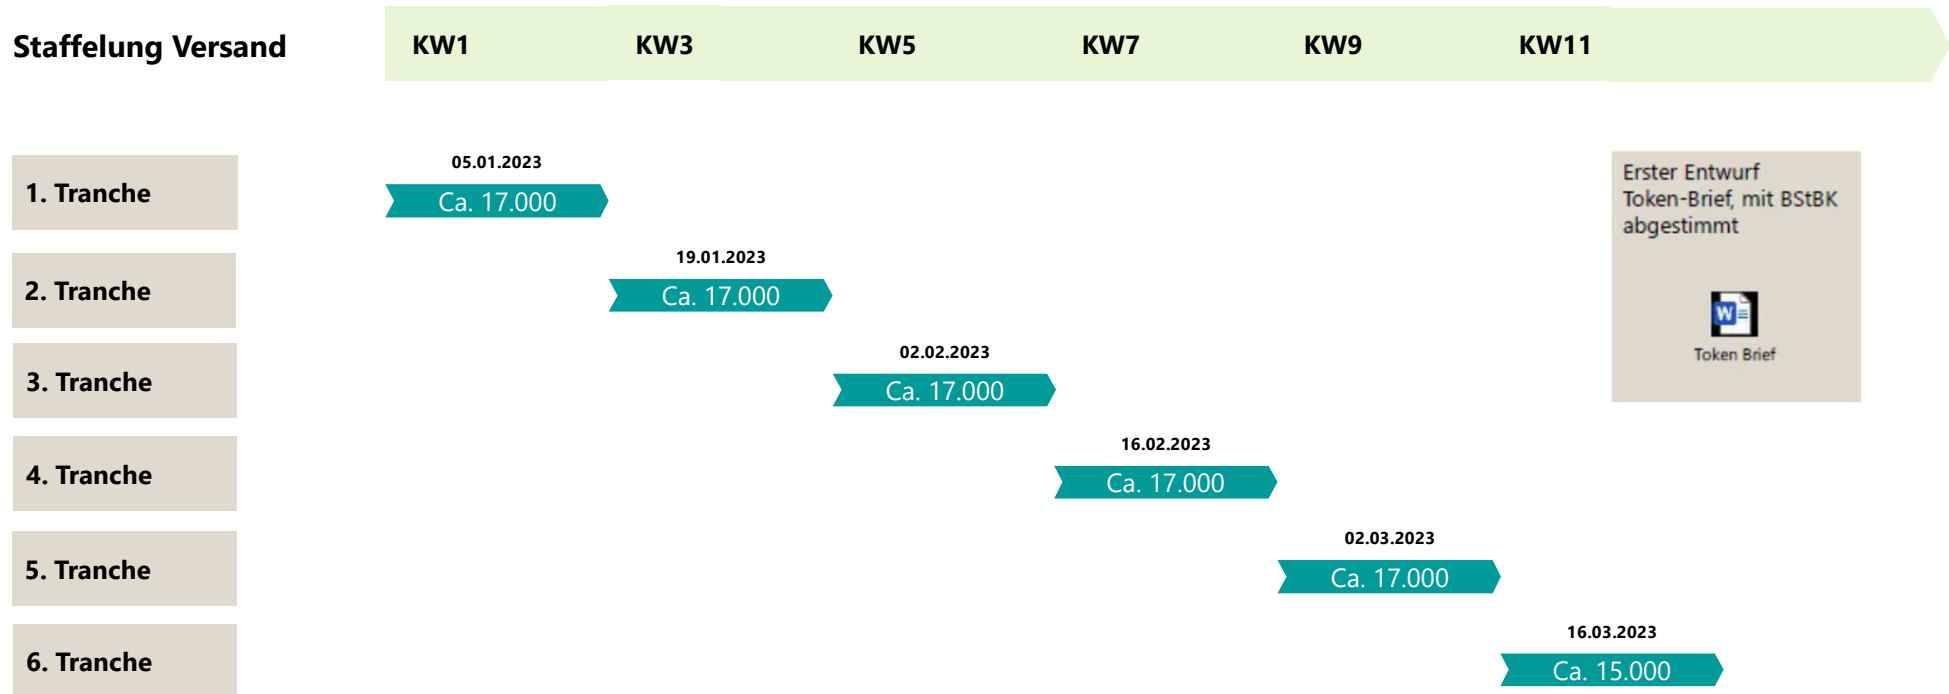 Staffelung Versand
KW1
KW3
KW5
KW7
KW9
KW11
1. Tranche
05.01.2023
Ca. 17.000
2. Tranche
19.01.2023
Ca. 17.000
3. Tranche
02.02.2023
Ca. 17.000
4. Tranche
16.02.2023
Ca. 17.000
5. Tranche
02.03.2023
Ca. 17.000
6. Tranche
16.03.2023
Ca. 15.000
Erster Entwurf
Token-Brief, mit BStBK
abgestimmt
W
Token Brief